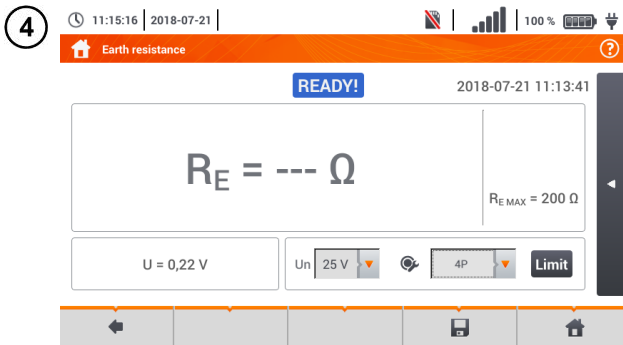 4
11:15:16 2018-07-21 100 %
Earth resistance ?
READY! 2018-07-21 11:13:41
RE = --- Ω
RE MAX = 200 Ω
U = 0,22 V Un 25 V 4P Limit